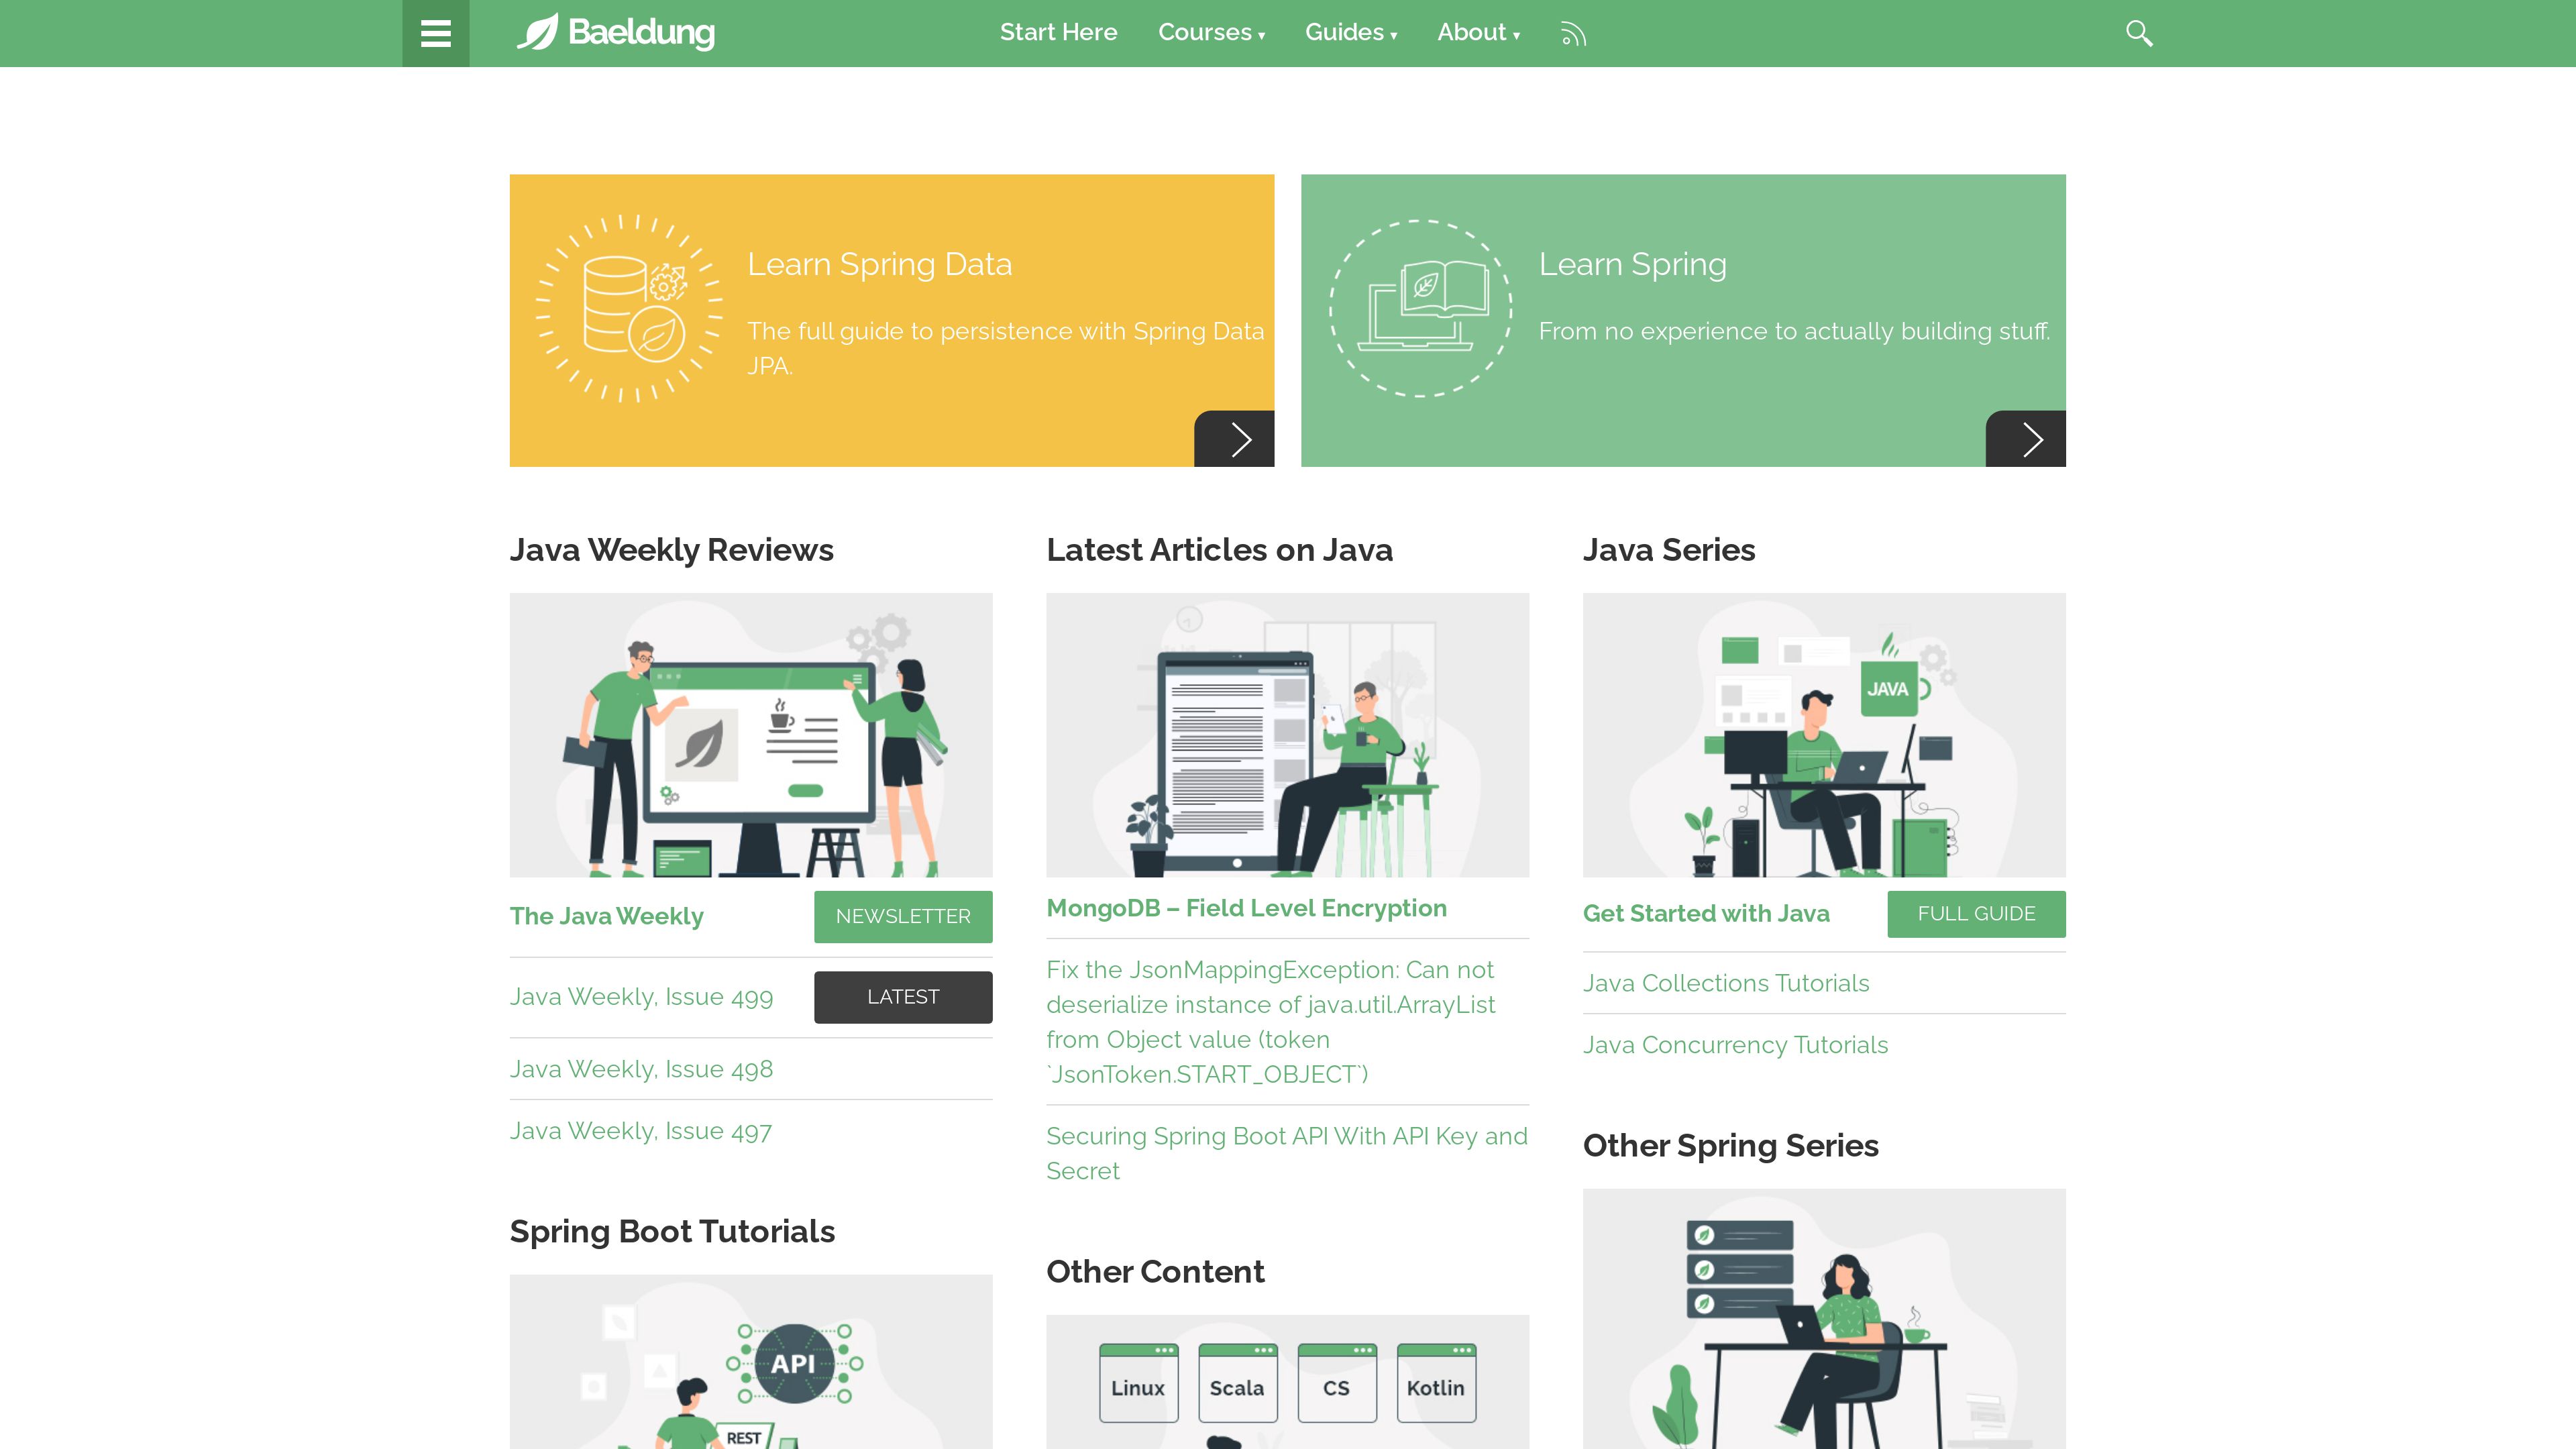 Baeldung
Start Here
Courses ▾
Guides ▾
About ▾
Learn Spring Data
The full guide to persistence with Spring Data
JPA.
Learn Spring
From no experience to actually building stuff.
Java Weekly Reviews
The Java Weekly
NEWSLETTER
Java Weekly, Issue 499
LATEST
Java Weekly, Issue 498
Java Weekly, Issue 497
Spring Boot Tutorials
API
REST
Latest Articles on Java
MongoDB – Field Level Encryption
Fix the JsonMappingException: Can not
deserialize instance of java.util.ArrayList
from Object value (token
`JsonToken.START_OBJECT`)
Securing Spring Boot API With API Key and
Secret
Other Content
Linux
Scala
CS
Kotlin
Java Series
JAVA
Get Started with Java
FULL GUIDE
Java Collections Tutorials
Java Concurrency Tutorials
Other Spring Series